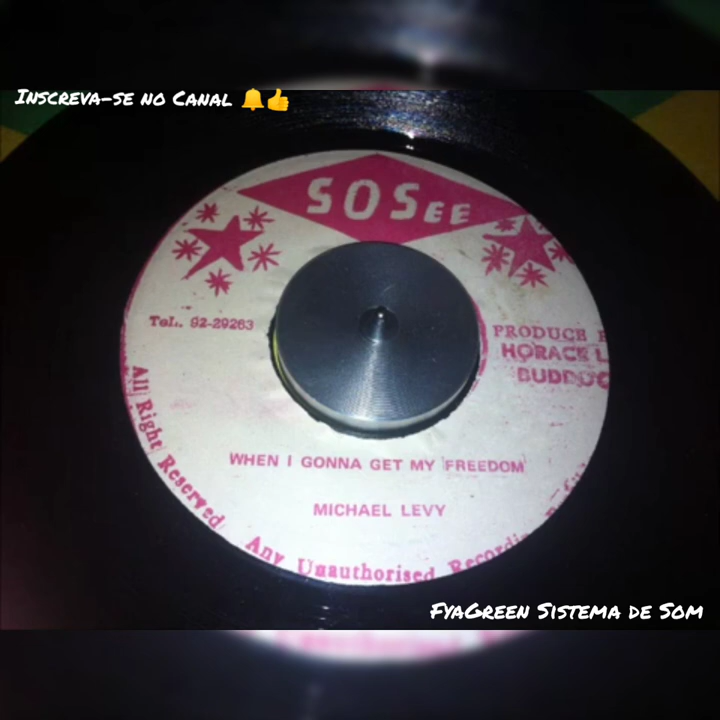 INSCREVA-SE NO CANAL 🔔👍
SOSEE
TeL. 92-29263
PRODUCE
HORACE L
WHEN I GONNA GET MY FREEDOM
MICHAEL LEVY
All Right Reserved
Any Unauthorised
FYAGREEN SISTEMA DE SOM